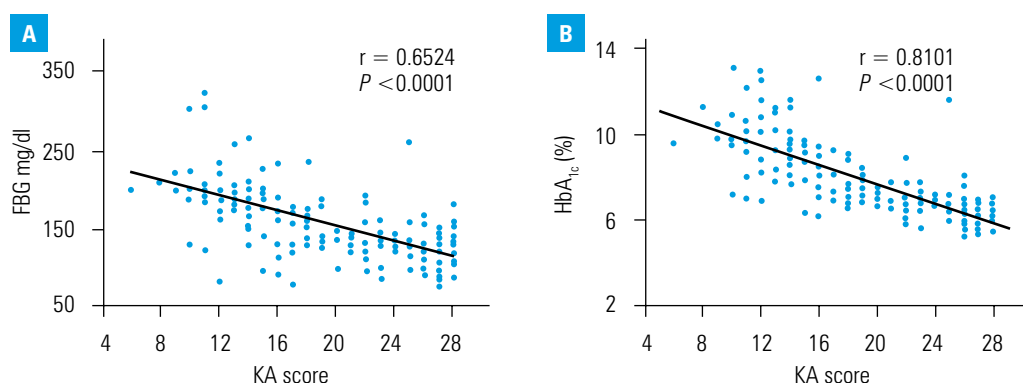 A
r = 0.6524
P <0.0001
350
250
150
50
FBG mg/dl
4 8 12 16 20 24 28
KA score
B
r = 0.8101
P <0.0001
14
10
6
2
HbA1c (%)
4 8 12 16 20 24 28
KA score